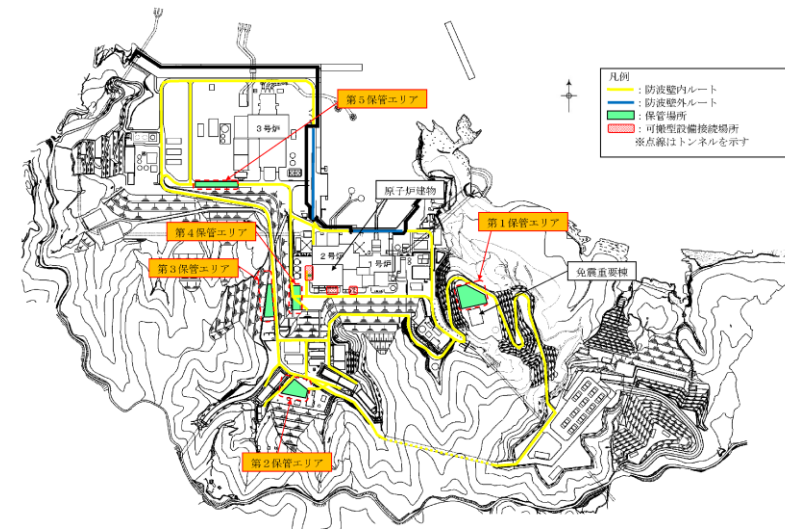 凡例
：防波壁内ルート
：防波壁外ルート
：保管場所
：可搬型設備接続場所
※点線はトンネルを示す
第５保管エリア
３号炉
原子炉建物
第４保管エリア
第１保管エリア
２号炉
１号炉
第３保管エリア
免震重要棟
第２保管エリア